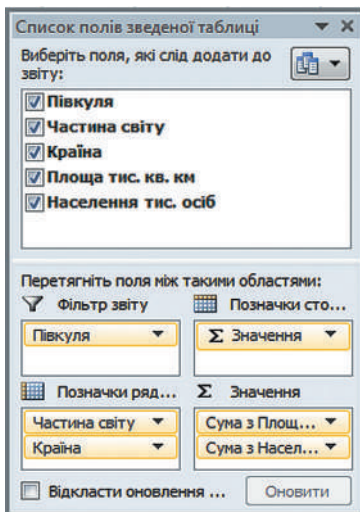 Список полів зведеної таблиці
Виберіть поля, які слід додати до
звіту:
Півкуля
Частина світу
Країна
Площа тис. кв. км
Населення тис. осіб
Перетягніть поля між такими областями:
Фільтр звіту
Позначки сто...
Півкуля
Σ Значення
Позначки ряд...
Σ Значення
Частина світу
Сума з Площ...
Країна
Сума з Насел...
Відкласти оновлення ...
Оновити